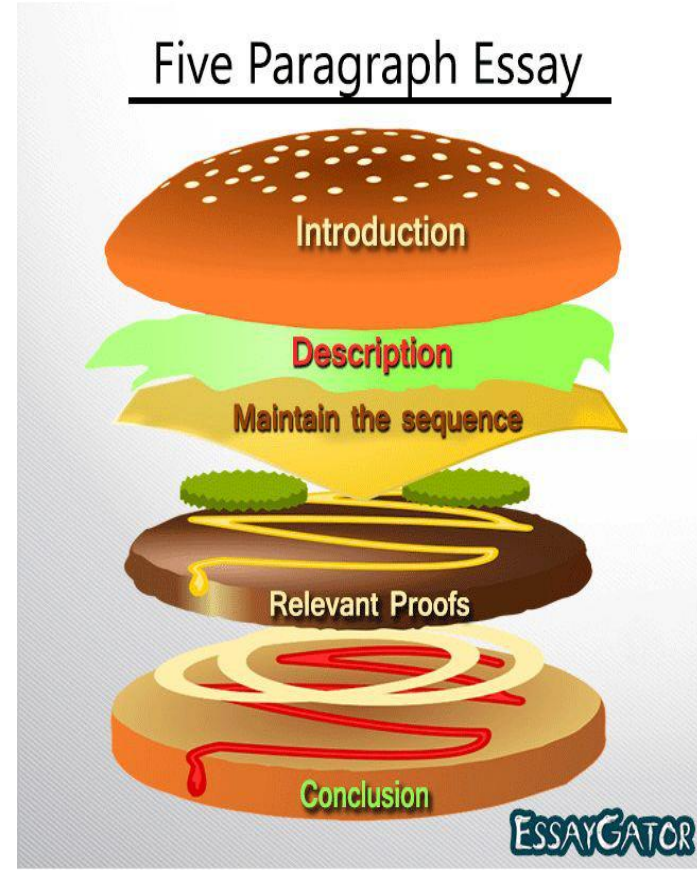 Five Paragraph Essay
Introduction
Description
Maintain the sequence
Relevant Proofs
Conclusion
ESSAYGATOR